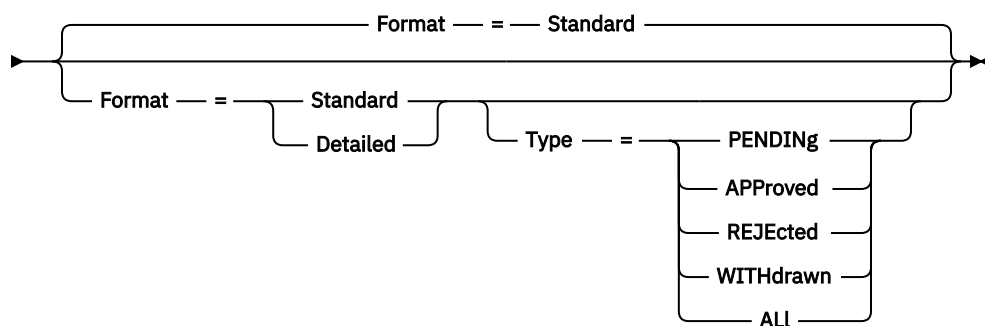 Format = Standard
Format = Standard
Detailed
Type = PENDINg
APProved
REJEcted
WITHdrawn
ALl